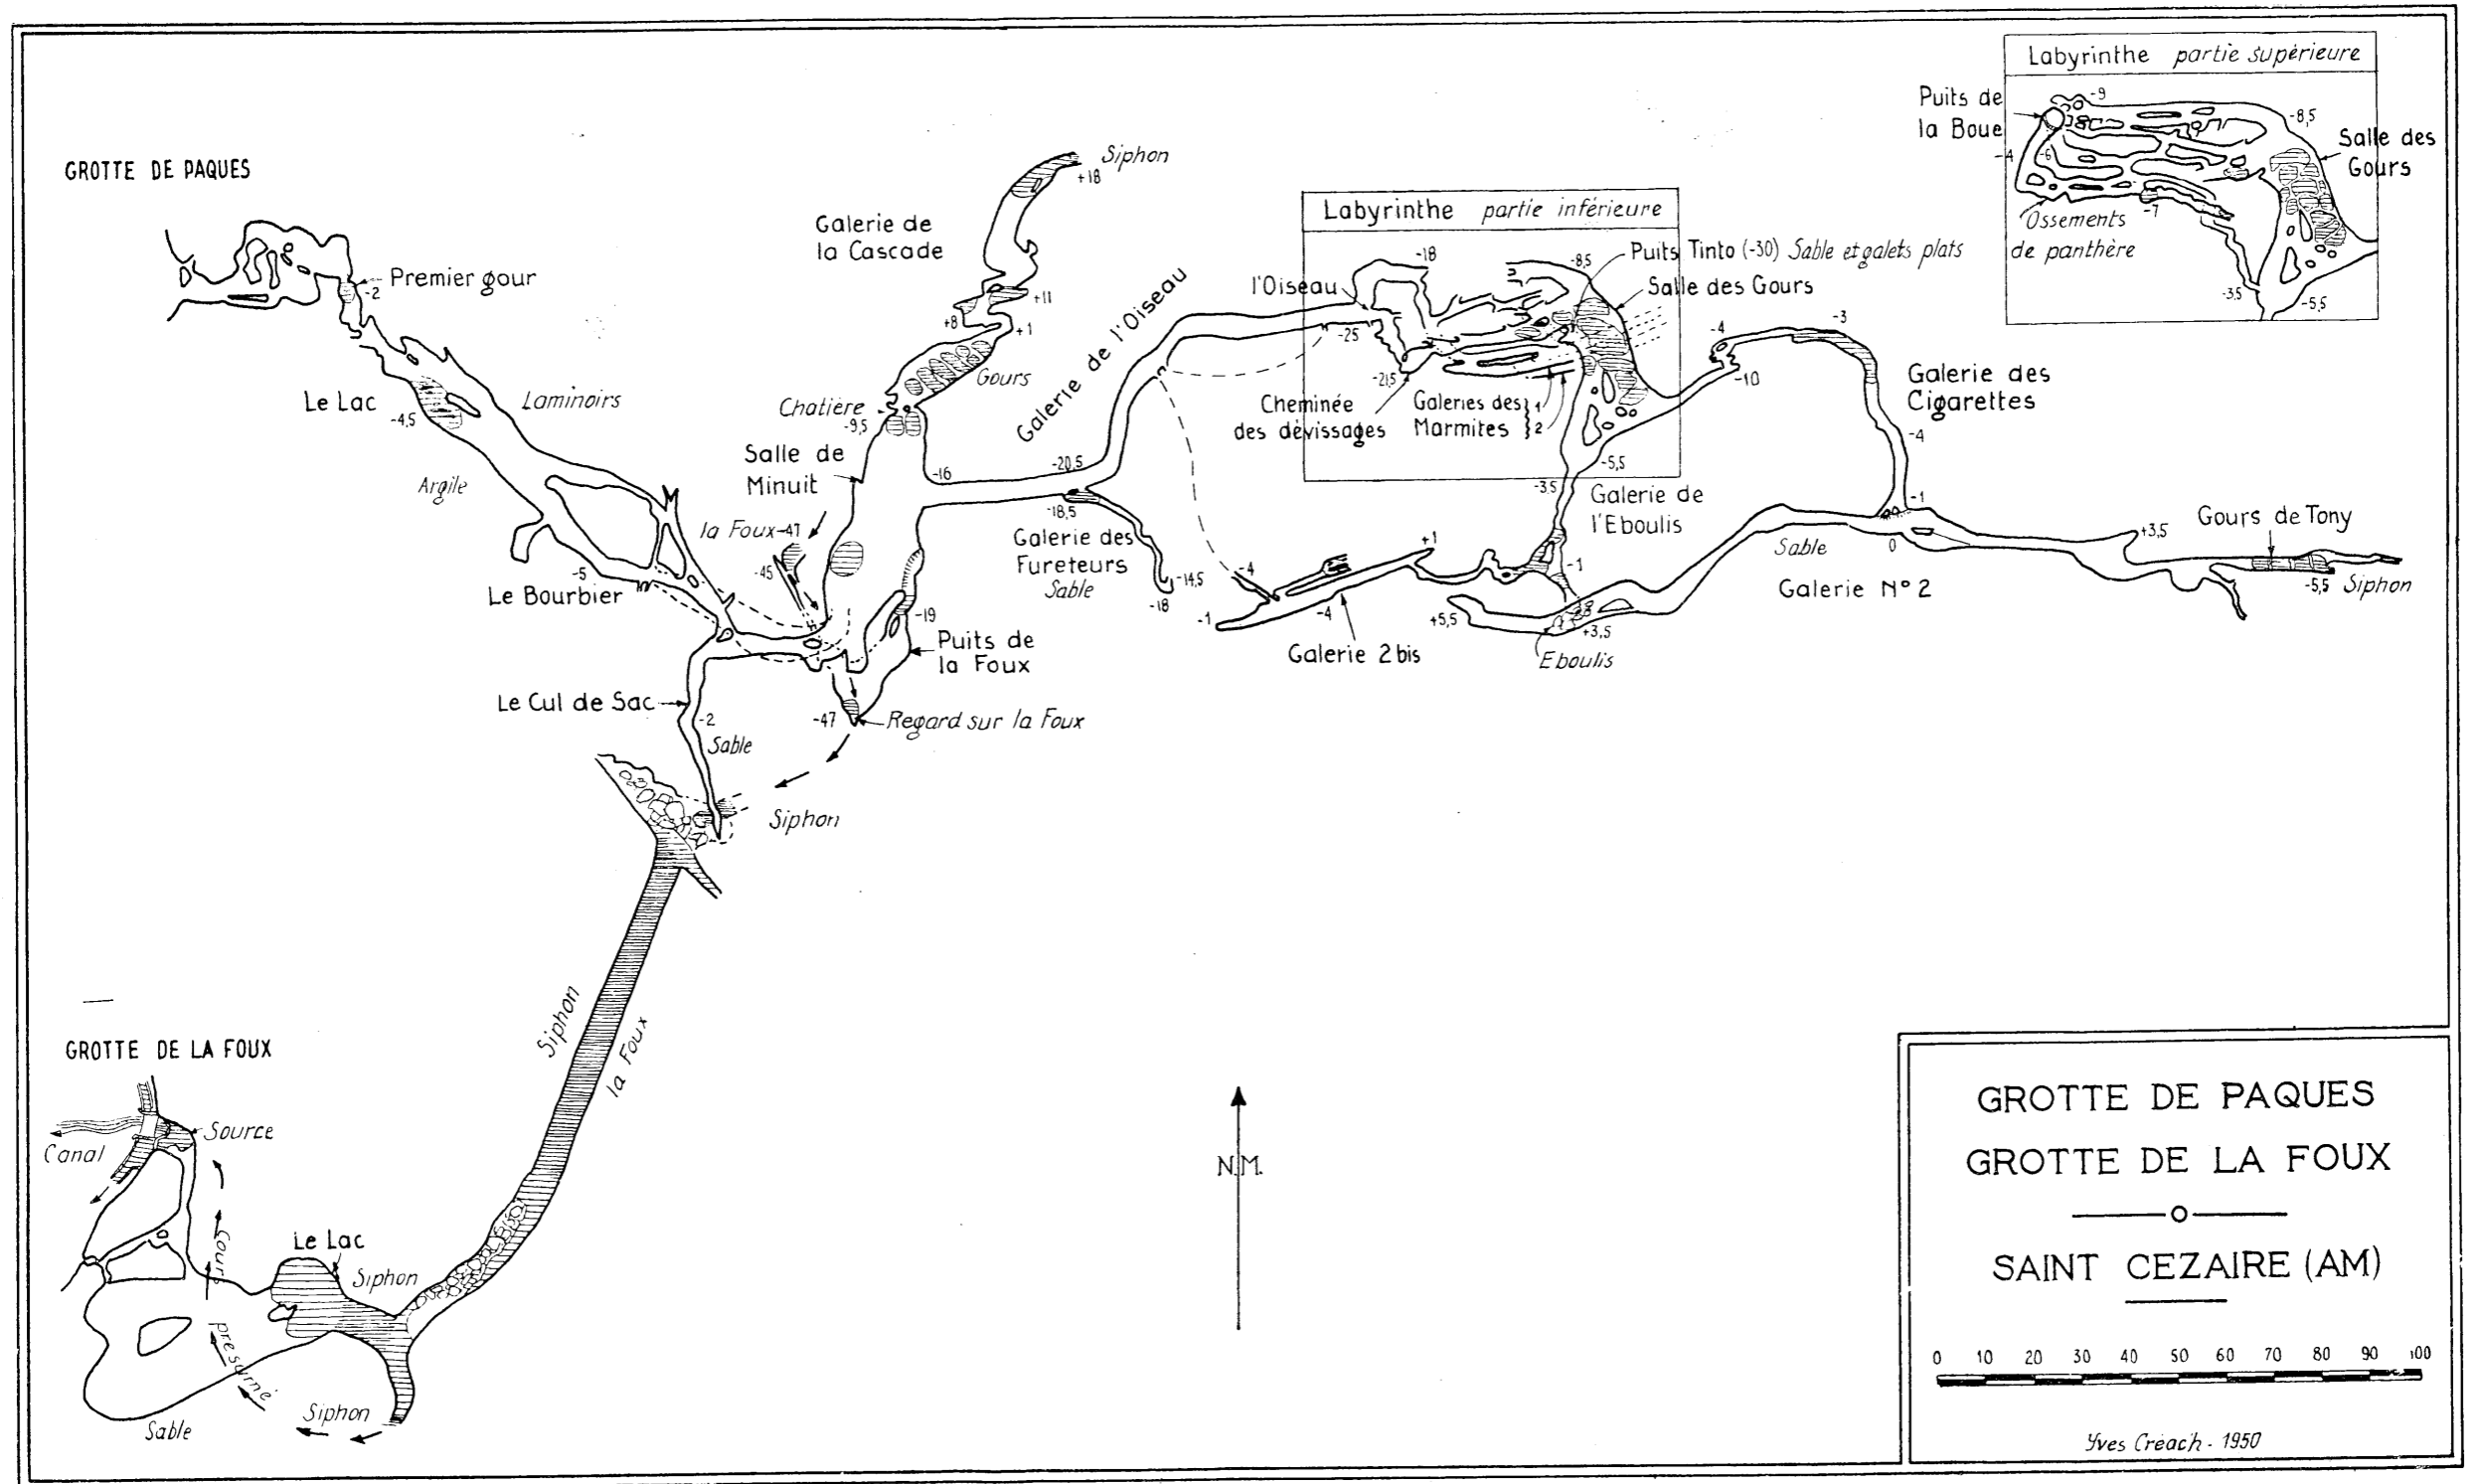 Labyrinthe partie supérieure
Puits de
la Boue
-9
-8,5
Salle des
Gours
-4
-6
-7
Ossements
de panthère
-3,5
-5,5
GROTTE DE PAQUES
Siphon
+18
Galerie de
la Cascade
Labyrinthe partie inférieure
Premier gour
-2
+11
+8
+1
Gours
Galerie de l'Oiseau
l'Oiseau
-18
-8,5
Puits Tinto (-30) Sable et galets plats
Salle des Gours
-25
-21,5
Cheminée
des dévissages
Galeries des
Marmites
1
2
-4
-3
-10
Galerie des
Cigarettes
-4
Le Lac
-4,5
Laminoirs
Chatière
-9,5
Salle de
Minuit
Argile
-16
-20,5
-18,5
-5,5
-3,5
Galerie de
l'Eboulis
-1
la Foux -47
-45
Galerie des
Fureteurs
Sable
-14,5
-18
-4
+1
-1
Sable
0
+3,5
Gours de Tony
-5,5 Siphon
Galerie N° 2
-5
Le Bourbier
-19
Puits de
la Foux
-1
-4
Galerie 2 bis
+5,5
+3,5
Eboulis
Le Cul de Sac
-2
Sable
-47
Regard sur la Foux
Siphon
Siphon
la Foux
GROTTE DE LA FOUX
Source
Canal
Cours
présumé
Le Lac
Siphon
Siphon
Sable
N.M.
GROTTE DE PAQUES
GROTTE DE LA FOUX
SAINT CEZAIRE (AM)
0 10 20 30 40 50 60 70 80 90 100
Yves Créac'h - 1950